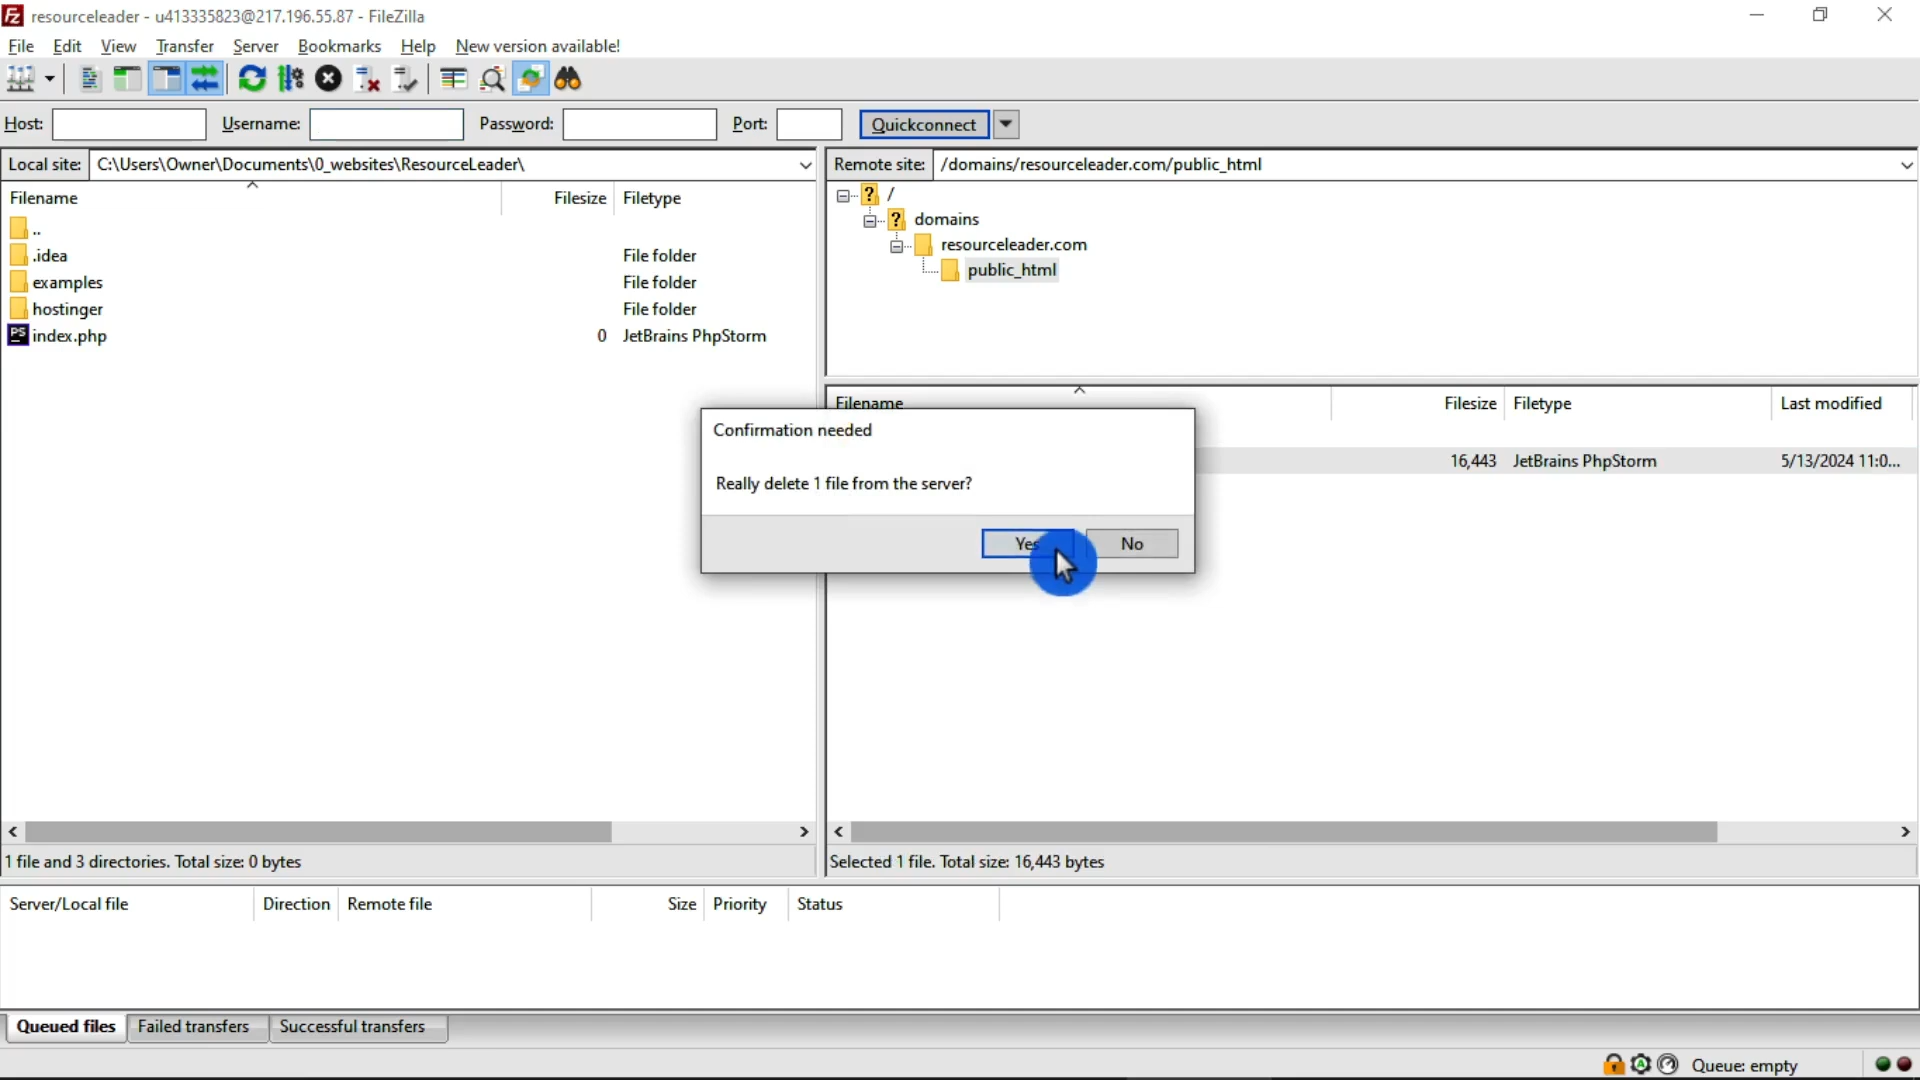 resourceleader - u413335823@217.196.55.87 - FileZilla
File Edit View Transfer Server Bookmarks Help New version available!
Host: Username: Password: Port: Quickconnect
Local site: C:\Users\Owner\Documents\0_websites\ResourceLeader\
Filename Filesize Filetype
..
.idea File folder
examples File folder
hostinger File folder
index.php 0 JetBrains PhpStorm
1 file and 3 directories. Total size: 0 bytes
Remote site: /domains/resourceleader.com/public_html
/
domains
resourceleader.com
public_html
Filename Filesize Filetype Last modified
16,443 JetBrains PhpStorm 5/13/2024 11:0...
Selected 1 file. Total size: 16,443 bytes
Confirmation needed
Really delete 1 file from the server?
Yes No
Server/Local file Direction Remote file Size Priority Status
Queued files Failed transfers Successful transfers
Queue: empty